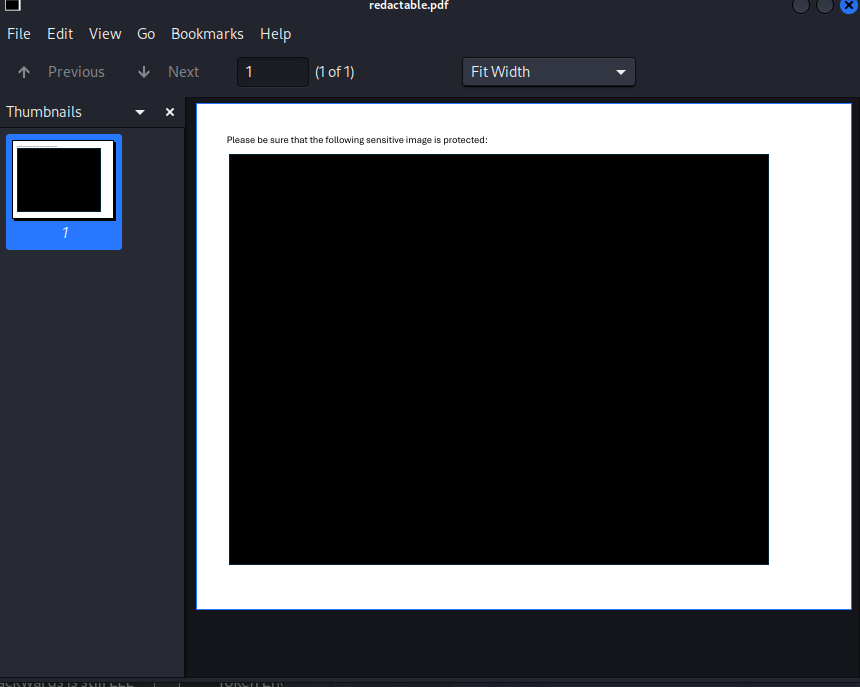 redactable.pdf
File Edit View Go Bookmarks Help
Previous Next 1 (1 of 1) Fit Width
Thumbnails
Please be sure that the following sensitive image is protected:
1